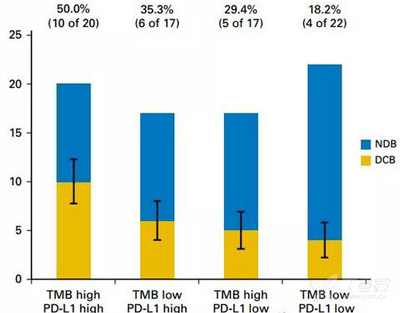 50.0% 35.3% 29.4% 18.2%
(10 of 20) (6 of 17) (5 of 17) (4 of 22)
25
20
15
10
5
0
NDB
DCB
TMB high TMB low TMB high TMB low
PD-L1 high PD-L1 high PD-L1 low PD-L1 low